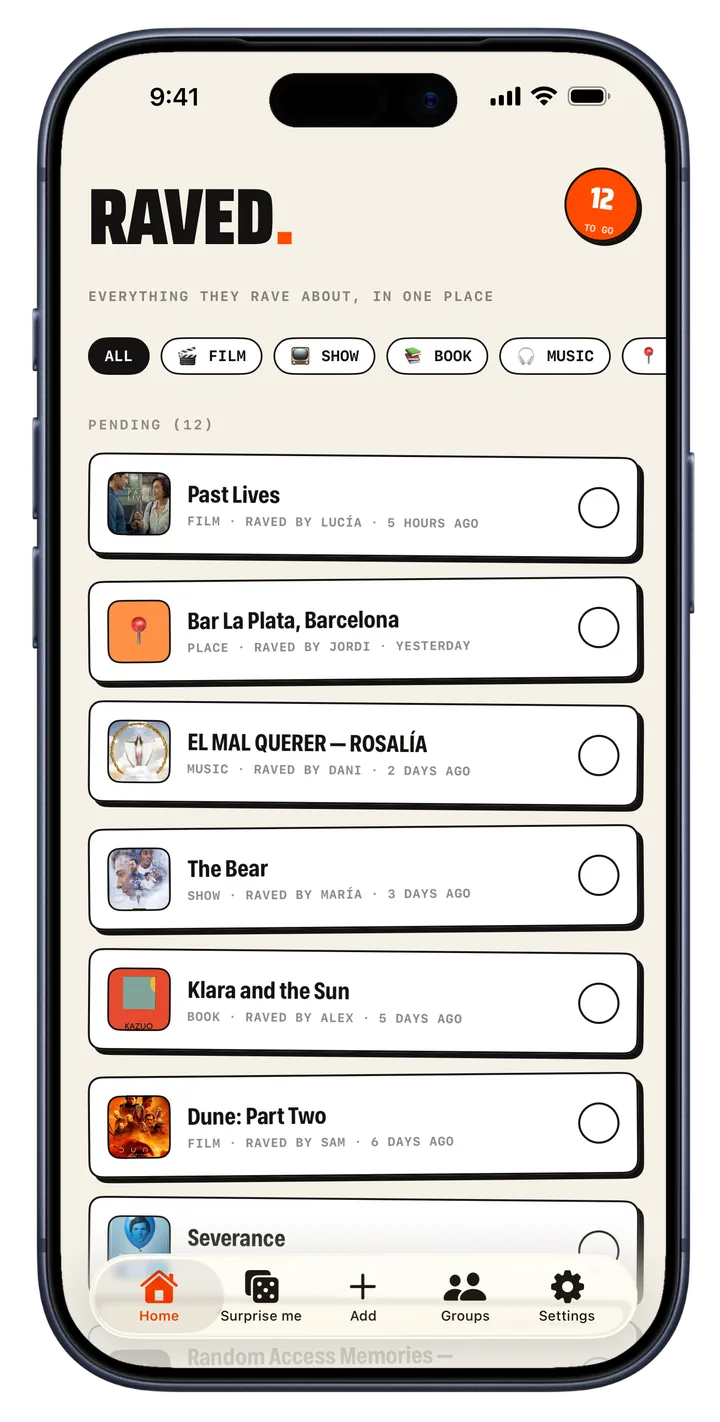 9:41
RAVED.
12
TO GO
EVERYTHING THEY RAVE ABOUT, IN ONE PLACE
ALL
FILM
SHOW
BOOK
MUSIC
PENDING (12)
PAST LIVES
Past Lives
FILM · RAVED BY LUCÍA · 5 HOURS AGO
Bar La Plata, Barcelona
PLACE · RAVED BY JORDI · YESTERDAY
EL MAL QUERER — ROSALÍA
MUSIC · RAVED BY DANI · 2 DAYS AGO
The Bear
SHOW · RAVED BY MARÍA · 3 DAYS AGO
KAZUO
Klara and the Sun
BOOK · RAVED BY ALEX · 5 DAYS AGO
DUNE
Dune: Part Two
FILM · RAVED BY SAM · 6 DAYS AGO
Severance
Home
Surprise me
Add
Groups
Settings
Random Access Memories —